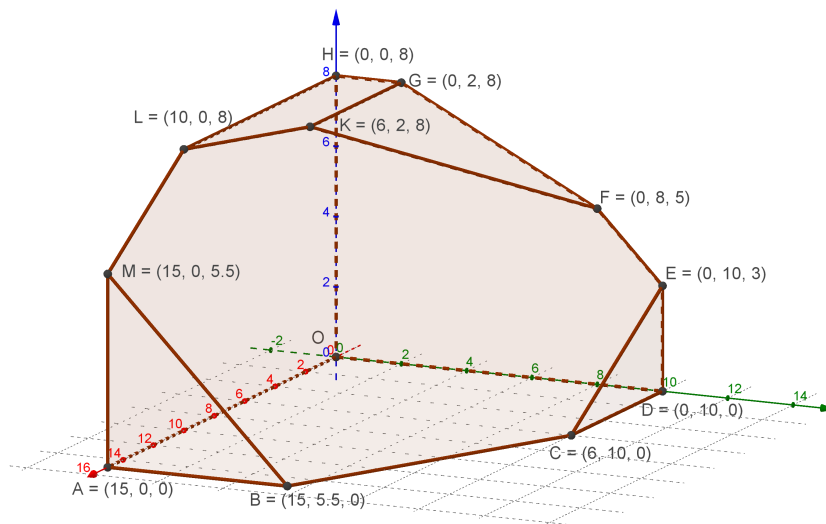 H = (0, 0, 8)
8
G = (0, 2, 8)
L = (10, 0, 8)
K = (6, 2, 8)
6
F = (0, 8, 5)
4
M = (15, 0, 5.5)
E = (0, 10, 3)
2
O
-2
0
0
0
2
4
6
8
10
12
14
2
4
6
8
10
12
14
16
D = (0, 10, 0)
C = (6, 10, 0)
A = (15, 0, 0)
B = (15, 5.5, 0)